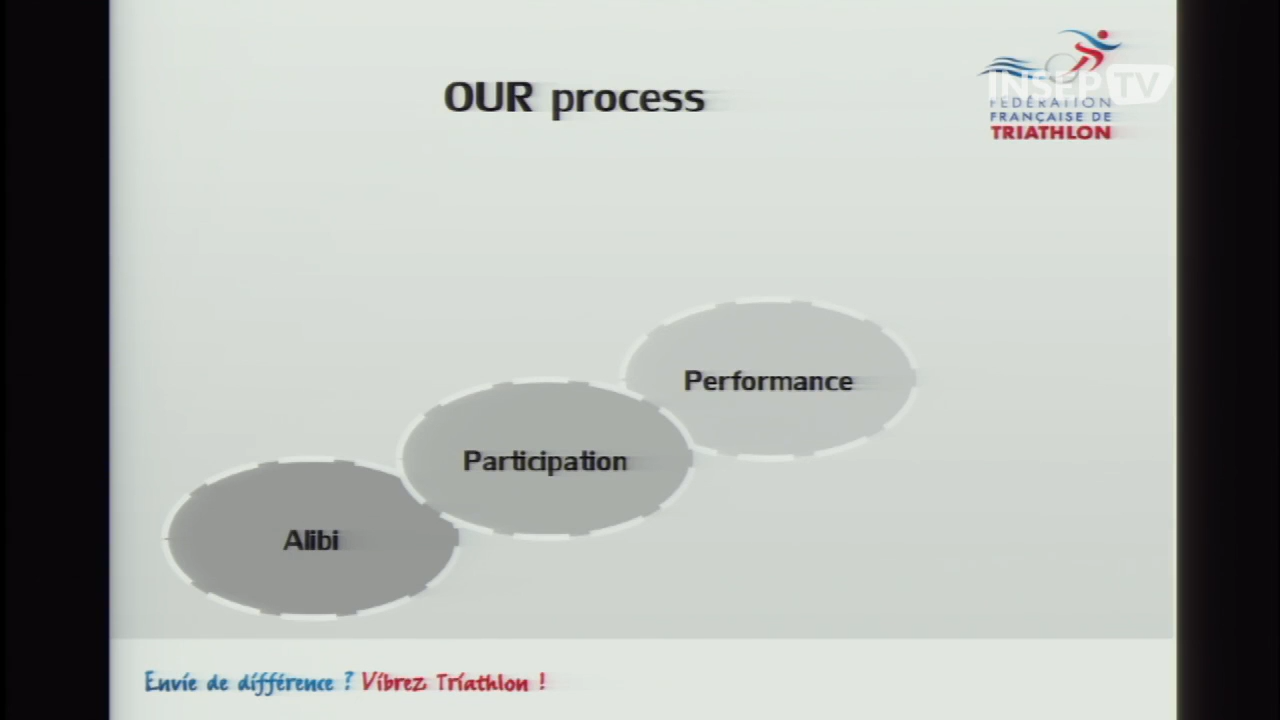 OUR process
INSEP TV
FÉDÉRATION
FRANÇAISE DE
TRIATHLON
Performance
Participation
Alibi
Envie de différence ? Vibrez Triathlon !